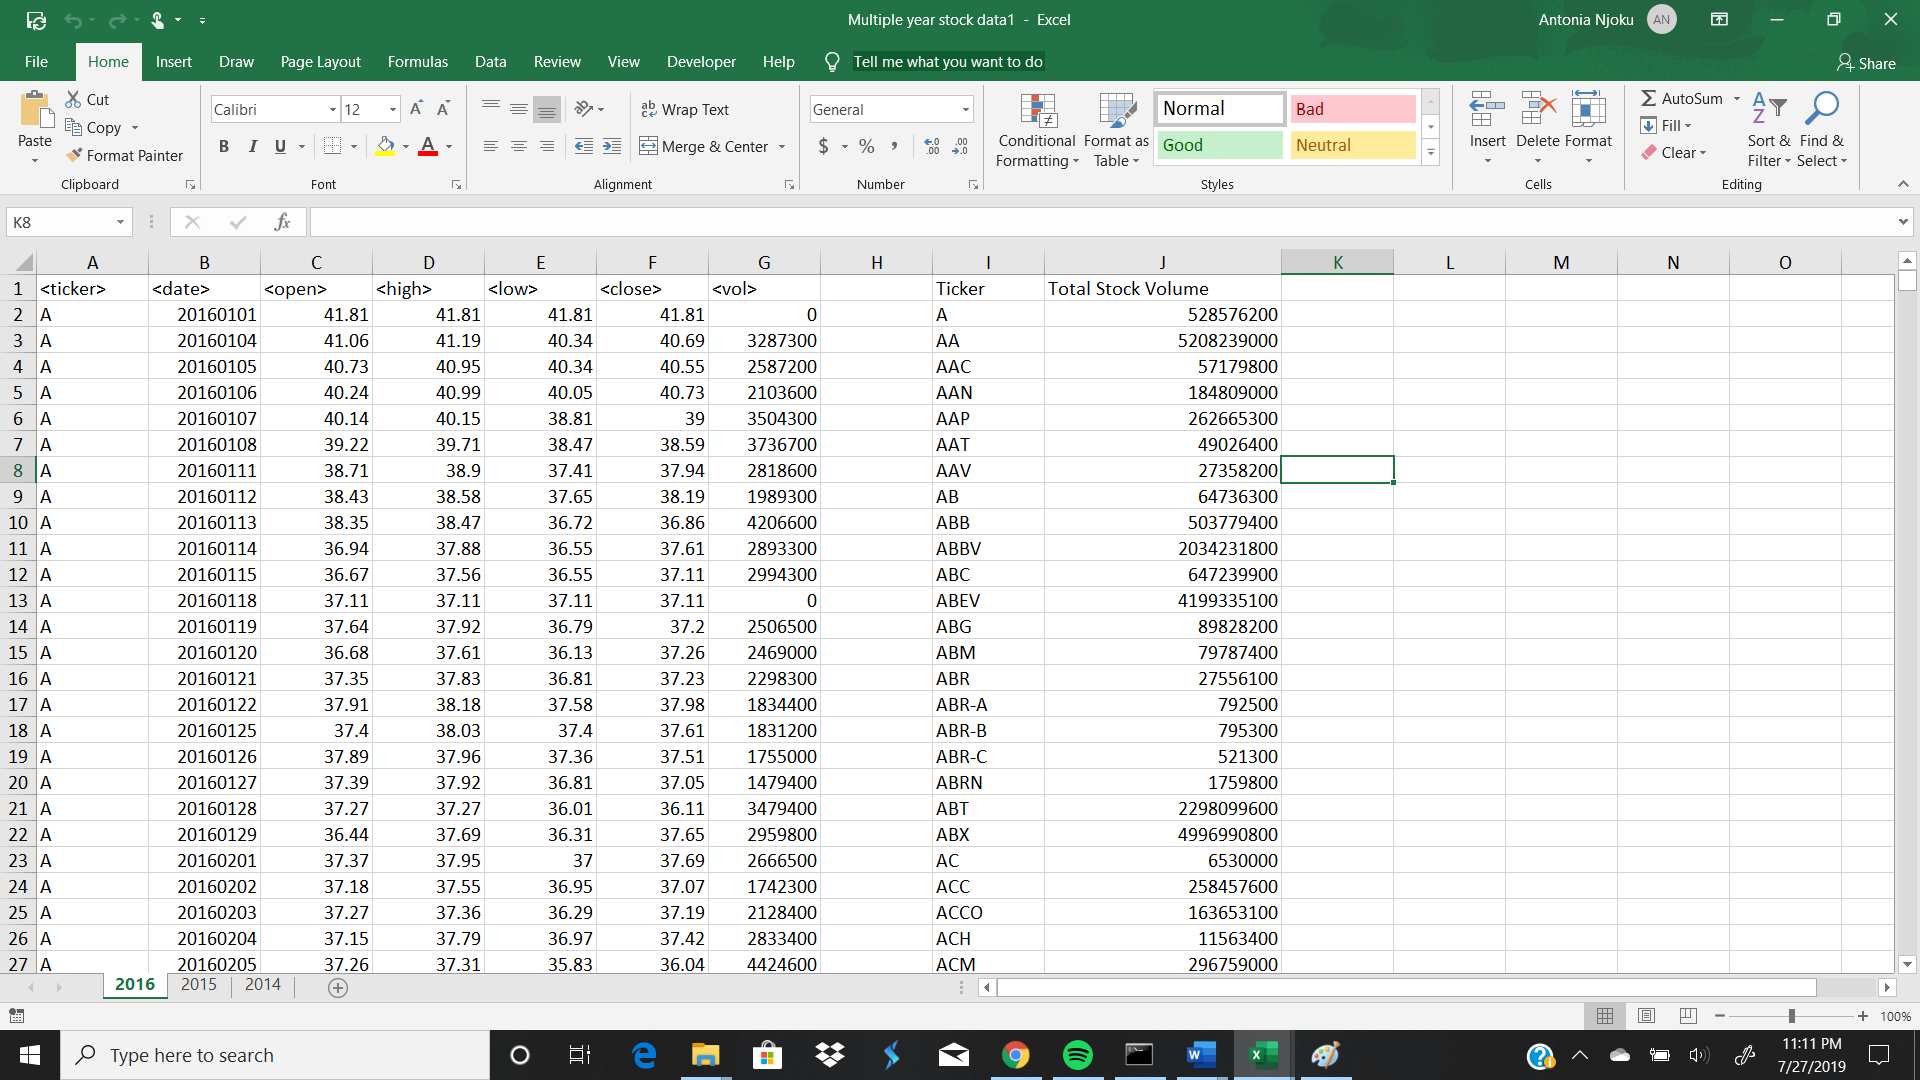 Multiple year stock data1 - Excel
Antonia Njoku AN
File Home Insert Draw Page Layout Formulas Data Review View Developer Help Tell me what you want to do Share
Paste
Cut
Copy
Format Painter
Clipboard
Calibri 12
B I U
Font
Wrap Text
Merge & Center
Alignment
General
$ % ,
Number
Conditional Formatting
Format as Table
Normal Bad
Good Neutral
Styles
Insert Delete Format
Cells
AutoSum
Fill
Clear
Sort & Filter
Find & Select
Editing
K8 fx
A B C D E F G H I J K L M N O
1 <ticker> <date> <open> <high> <low> <close> <vol> Ticker Total Stock Volume
2 A 20160101 41.81 41.81 41.81 41.81 0 A 528576200
3 A 20160104 41.06 41.19 40.34 40.69 3287300 AA 5208239000
4 A 20160105 40.73 40.95 40.34 40.55 2587200 AAC 57179800
5 A 20160106 40.24 40.99 40.05 40.73 2103600 AAN 184809000
6 A 20160107 40.14 40.15 38.81 39 3504300 AAP 262665300
7 A 20160108 39.22 39.71 38.47 38.59 3736700 AAT 49026400
8 A 20160111 38.71 38.9 37.41 37.94 2818600 AAV 27358200
9 A 20160112 38.43 38.58 37.65 38.19 1989300 AB 64736300
10 A 20160113 38.35 38.47 36.72 36.86 4206600 ABB 503779400
11 A 20160114 36.94 37.88 36.55 37.61 2893300 ABBV 2034231800
12 A 20160115 36.67 37.56 36.55 37.11 2994300 ABC 647239900
13 A 20160118 37.11 37.11 37.11 37.11 0 ABEV 4199335100
14 A 20160119 37.64 37.92 36.79 37.2 2506500 ABG 89828200
15 A 20160120 36.68 37.61 36.13 37.26 2469000 ABM 79787400
16 A 20160121 37.35 37.83 36.81 37.23 2298300 ABR 27556100
17 A 20160122 37.91 38.18 37.58 37.98 1834400 ABR-A 792500
18 A 20160125 37.4 38.03 37.4 37.61 1831200 ABR-B 795300
19 A 20160126 37.89 37.96 37.36 37.51 1755000 ABR-C 521300
20 A 20160127 37.39 37.92 36.81 37.05 1479400 ABRN 1759800
21 A 20160128 37.27 37.27 36.01 36.11 3479400 ABT 2298099600
22 A 20160129 36.44 37.69 36.31 37.65 2959800 ABX 4996990800
23 A 20160201 37.37 37.95 37 37.69 2666500 AC 6530000
24 A 20160202 37.18 37.55 36.95 37.07 1742300 ACC 258457600
25 A 20160203 37.27 37.36 36.29 37.19 2128400 ACCO 163653100
26 A 20160204 37.15 37.79 36.97 37.42 2833400 ACH 11563400
27 A 20160205 37.26 37.31 35.83 36.04 4424600 ACM 296759000
2016 2015 2014
100%
Type here to search
11:11 PM
7/27/2019